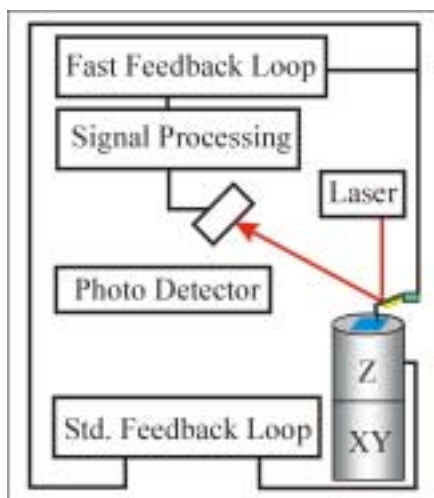 Fast Feedback Loop
Signal Processing
Laser
Photo Detector
Z
Std. Feedback Loop
XY